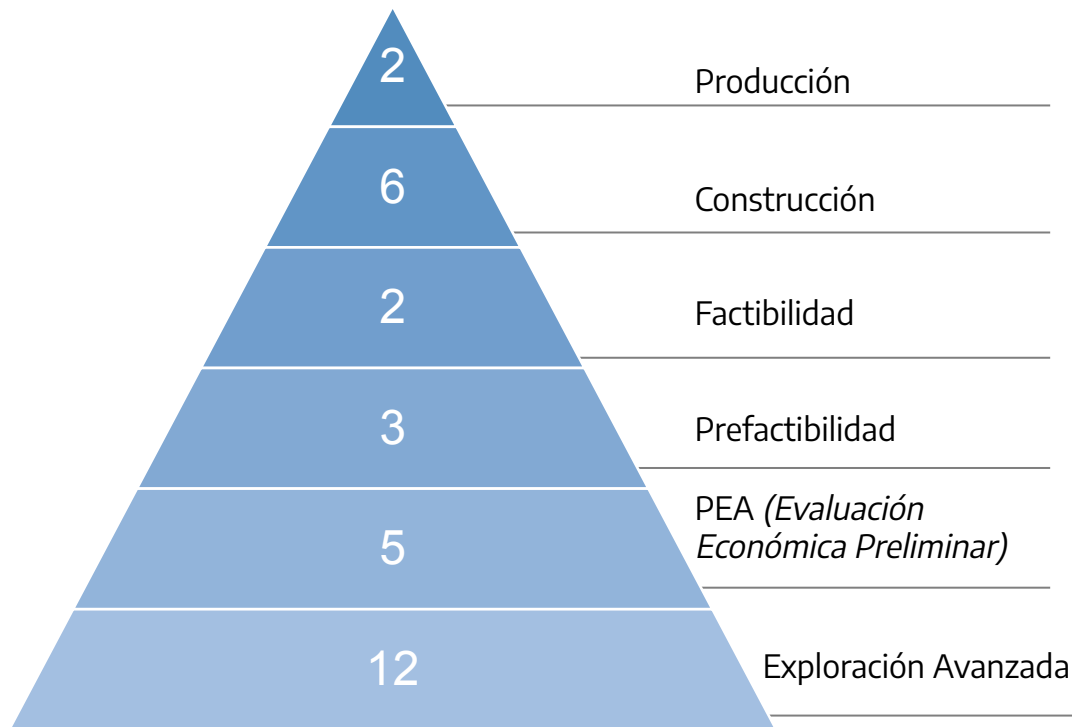 2
Producción
6
Construcción
2
Factibilidad
3
Prefactibilidad
5
PEA (Evaluación
Económica Preliminar)
12
Exploración Avanzada